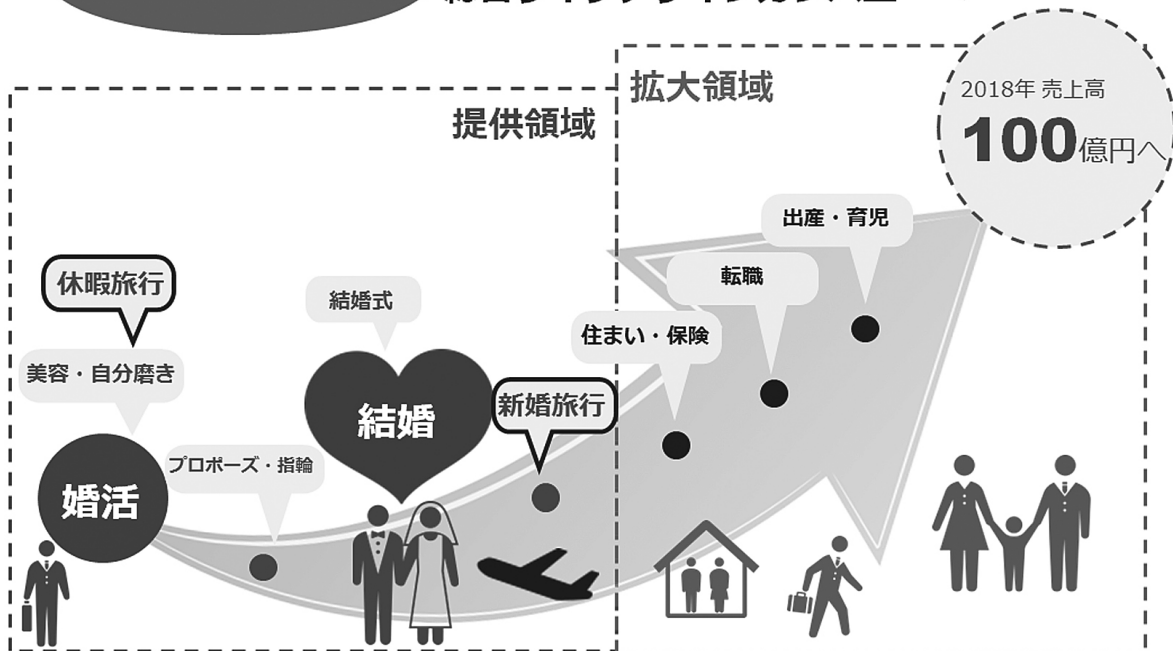 拡大領域
2018年 売上高
100億円へ
提供領域
出産・育児
転職
住まい・保険
休暇旅行
結婚式
美容・自分磨き
結婚
新婚旅行
プロポーズ・指輪
婚活